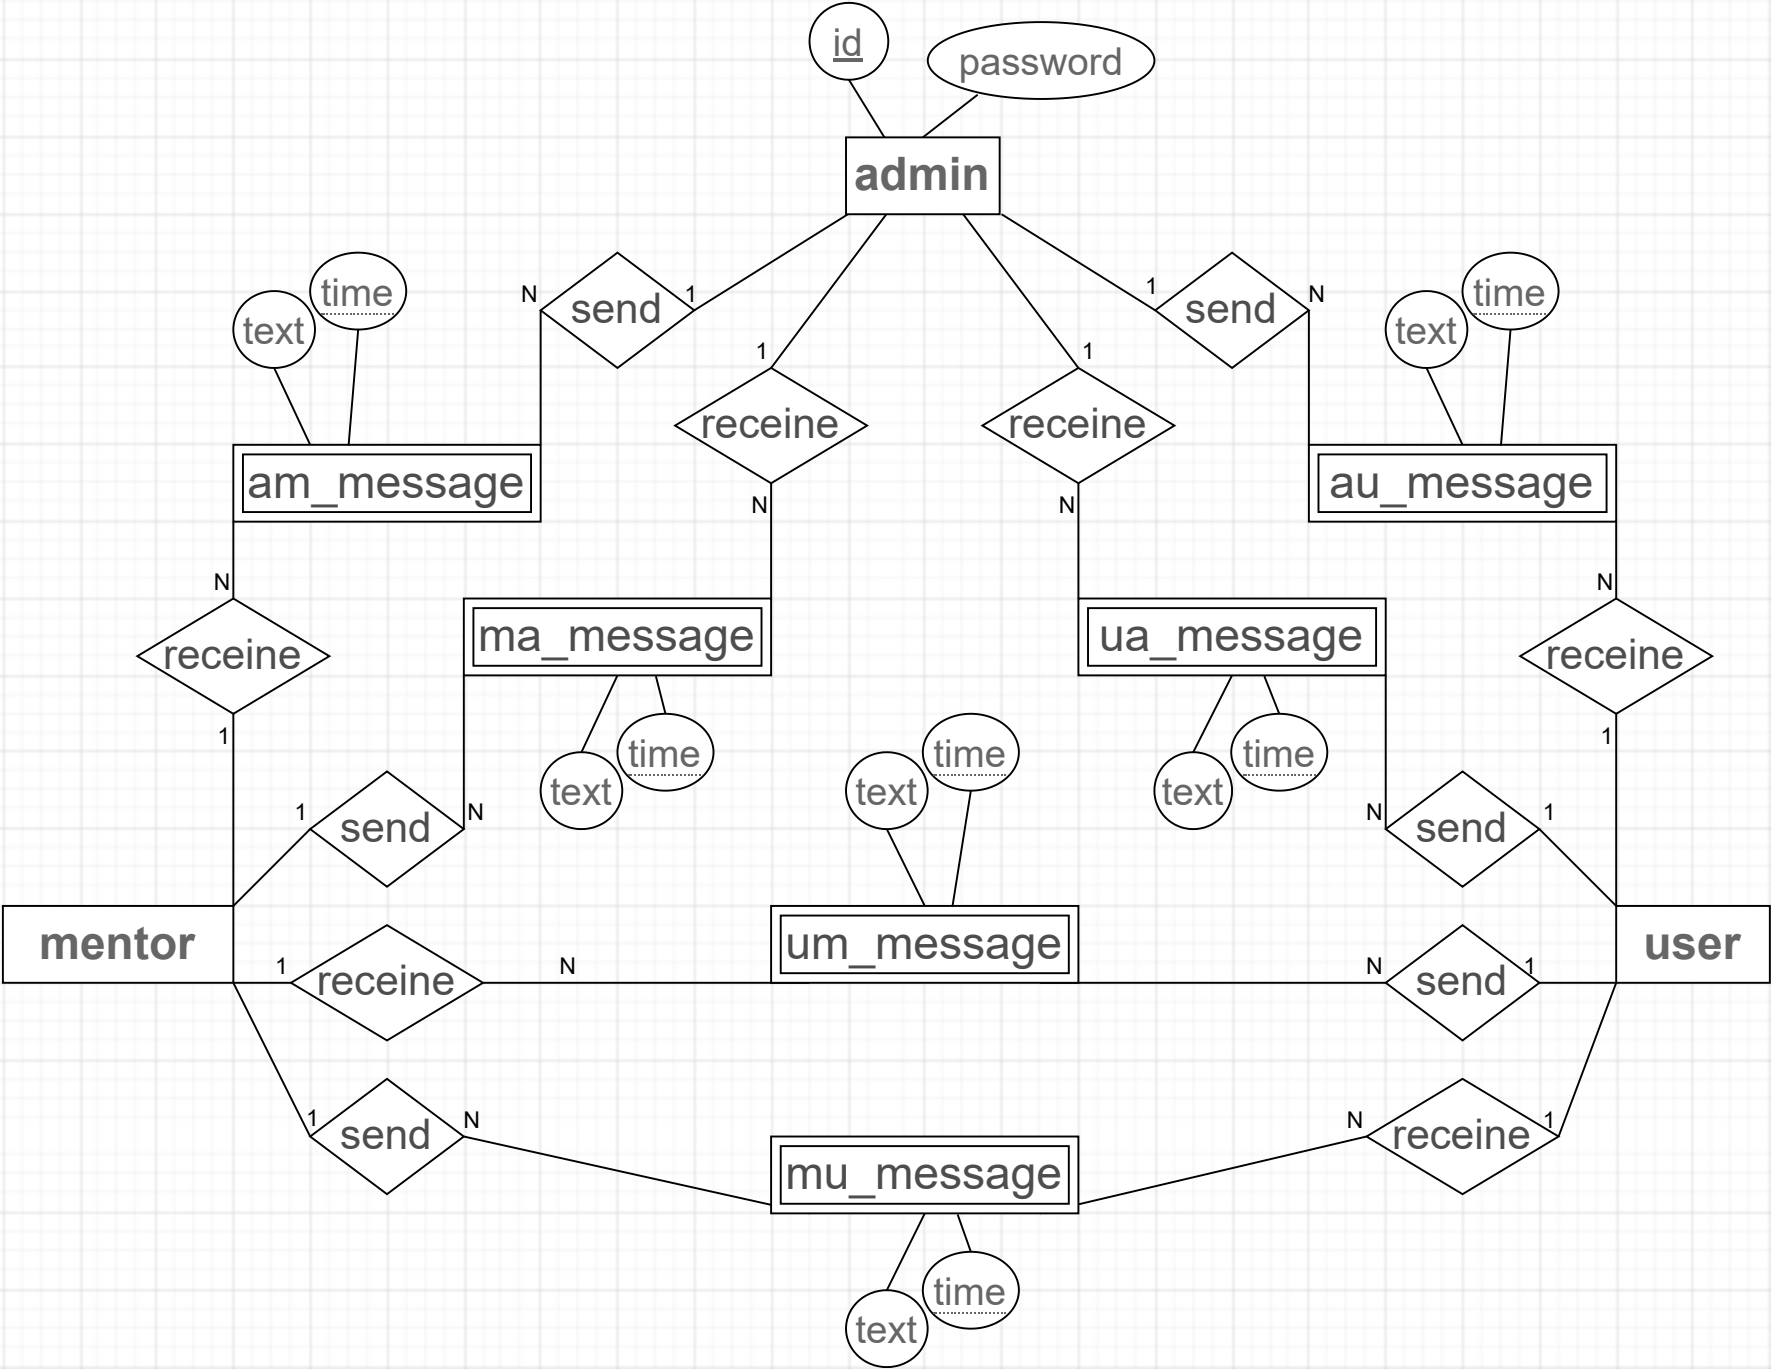 id
password
admin
time
time
N
send
1
1
send
N
text
text
1
1
receine
receine
am_message
au_message
N
N
N
N
ma_message
ua_message
receine
receine
1
1
time
time
time
text
text
text
1
send
N
N
send
1
mentor
um_message
user
1
receine
N
N
send
1
1
send
N
N
receine
1
mu_message
time
text